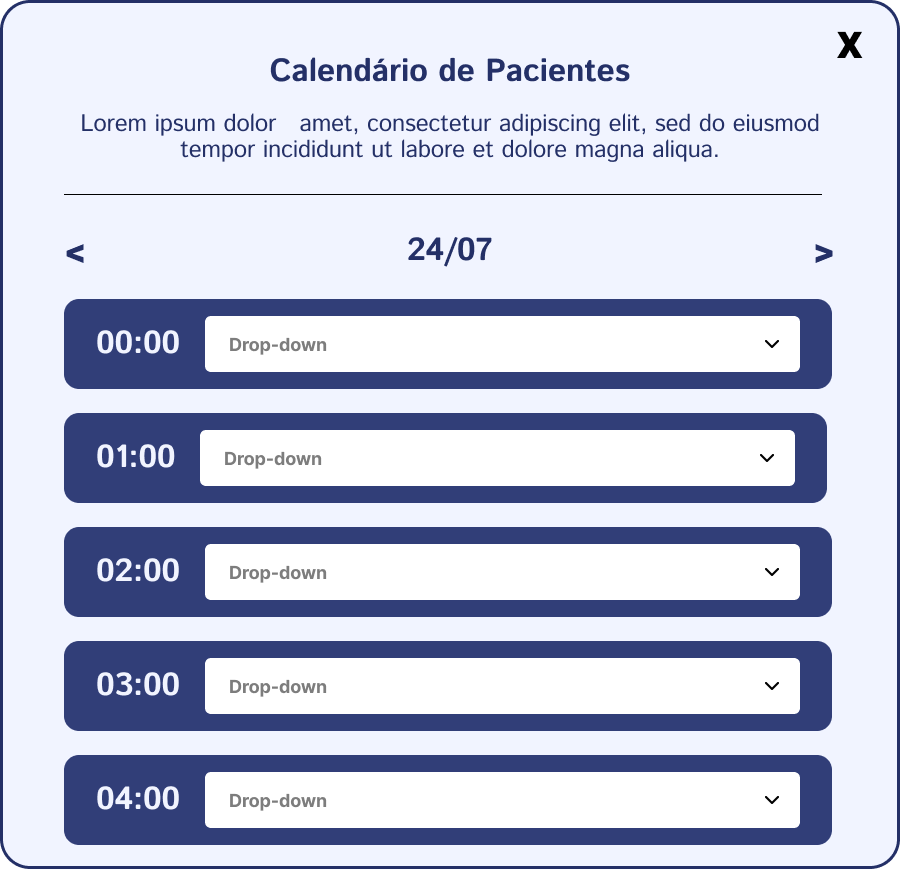 X
Calendário de Pacientes
Lorem ipsum dolor amet, consectetur adipiscing elit, sed do eiusmod
tempor incididunt ut labore et dolore magna aliqua.
< 24/07 >
00:00 Drop-down
01:00 Drop-down
02:00 Drop-down
03:00 Drop-down
04:00 Drop-down